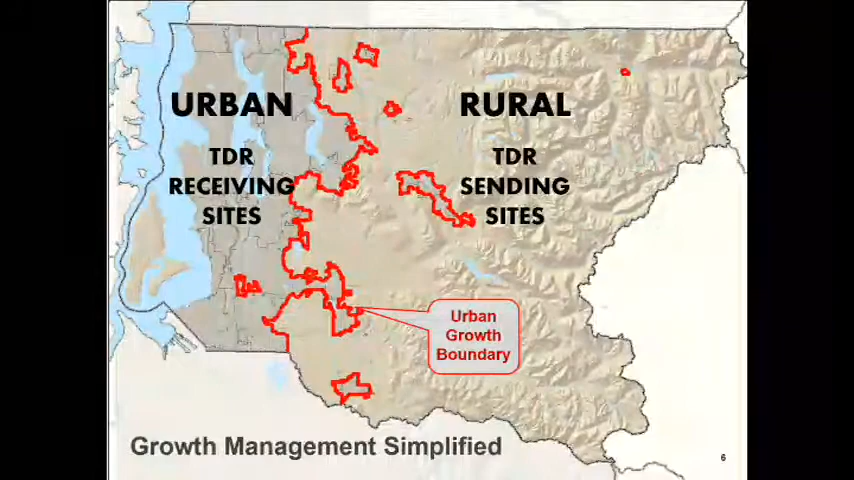 URBAN
RURAL
TDR
RECEIVING
SITES
TDR
SENDING
SITES
Urban
Growth
Boundary
Growth Management Simplified
6